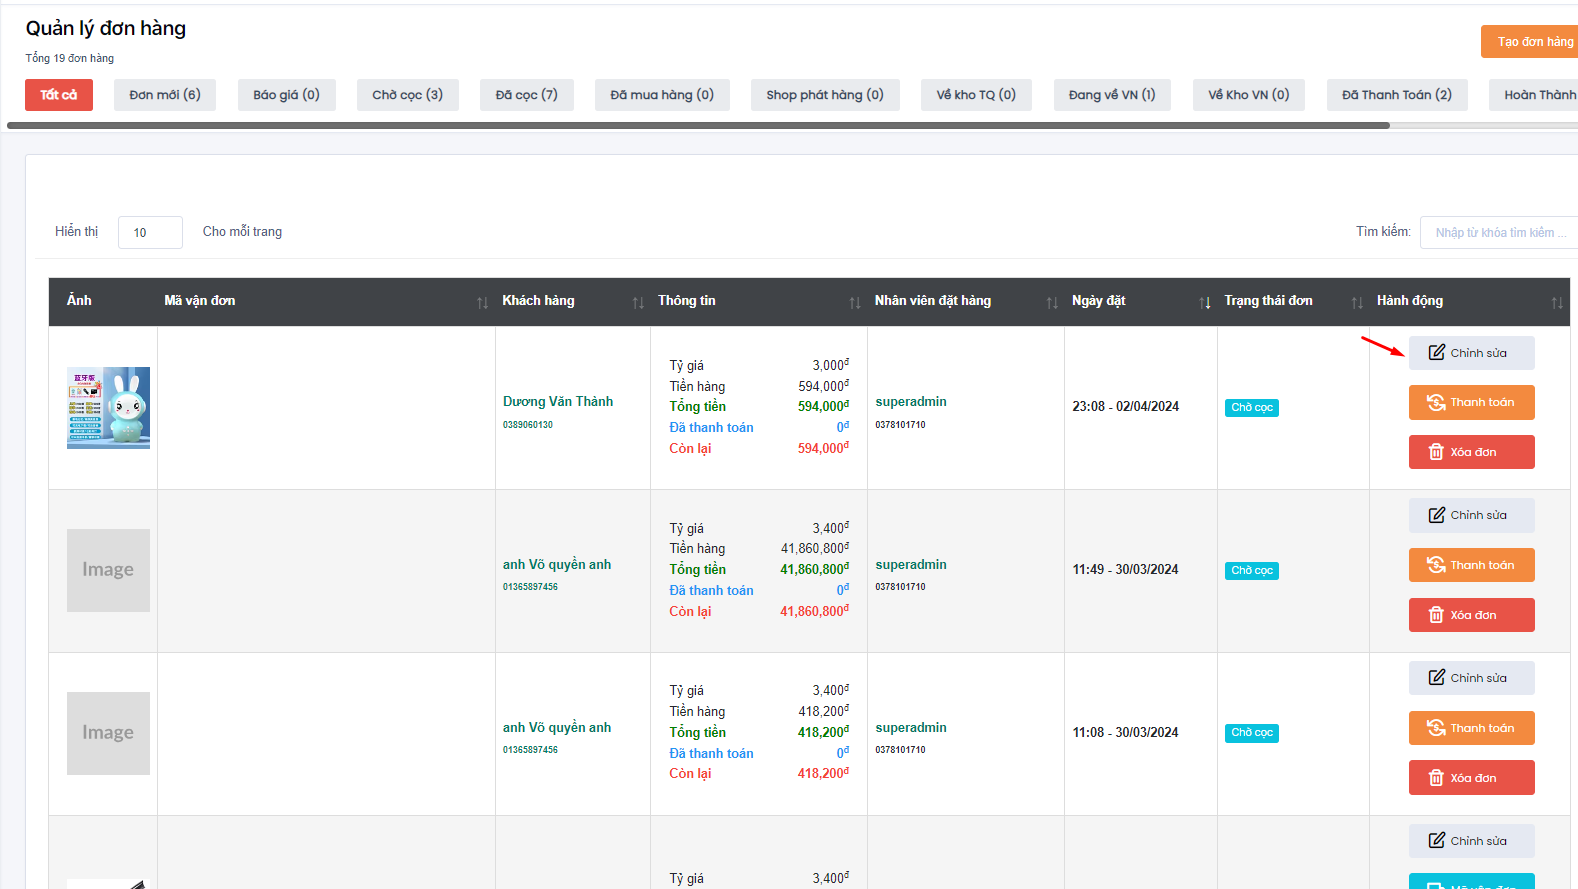 Quản lý đơn hàng
Tổng 19 đơn hàng
Tạo đơn hàng
Tất cả
Đơn mới (6)
Báo giá (0)
Chờ cọc (3)
Đã cọc (7)
Đã mua hàng (0)
Shop phát hàng (0)
Về kho TQ (0)
Đang về VN (1)
Về Kho VN (0)
Đã Thanh Toán (2)
Hoàn Thành
Hiển thị 10 Cho mỗi trang
Tìm kiếm: Nhập từ khóa tìm kiếm ...
Ảnh Mã vận đơn Khách hàng Thông tin Nhân viên đặt hàng Ngày đặt Trạng thái đơn Hành động
蓝牙版
Dương Văn Thành
0389060130
Tỷ giá 3,000đ
Tiền hàng 594,000đ
Tổng tiền 594,000đ
Đã thanh toán 0đ
Còn lại 594,000đ
superadmin
0378101710
23:08 - 02/04/2024
Chờ cọc
Chỉnh sửa
Thanh toán
Xóa đơn
Image
anh Võ quyền anh
01365897456
Tỷ giá 3,400đ
Tiền hàng 41,860,800đ
Tổng tiền 41,860,800đ
Đã thanh toán 0đ
Còn lại 41,860,800đ
superadmin
0378101710
11:49 - 30/03/2024
Chờ cọc
Chỉnh sửa
Thanh toán
Xóa đơn
Image
anh Võ quyền anh
01365897456
Tỷ giá 3,400đ
Tiền hàng 418,200đ
Tổng tiền 418,200đ
Đã thanh toán 0đ
Còn lại 418,200đ
superadmin
0378101710
11:08 - 30/03/2024
Chờ cọc
Chỉnh sửa
Thanh toán
Xóa đơn
Tỷ giá 3,400đ
Chỉnh sửa
Mã vận đơn